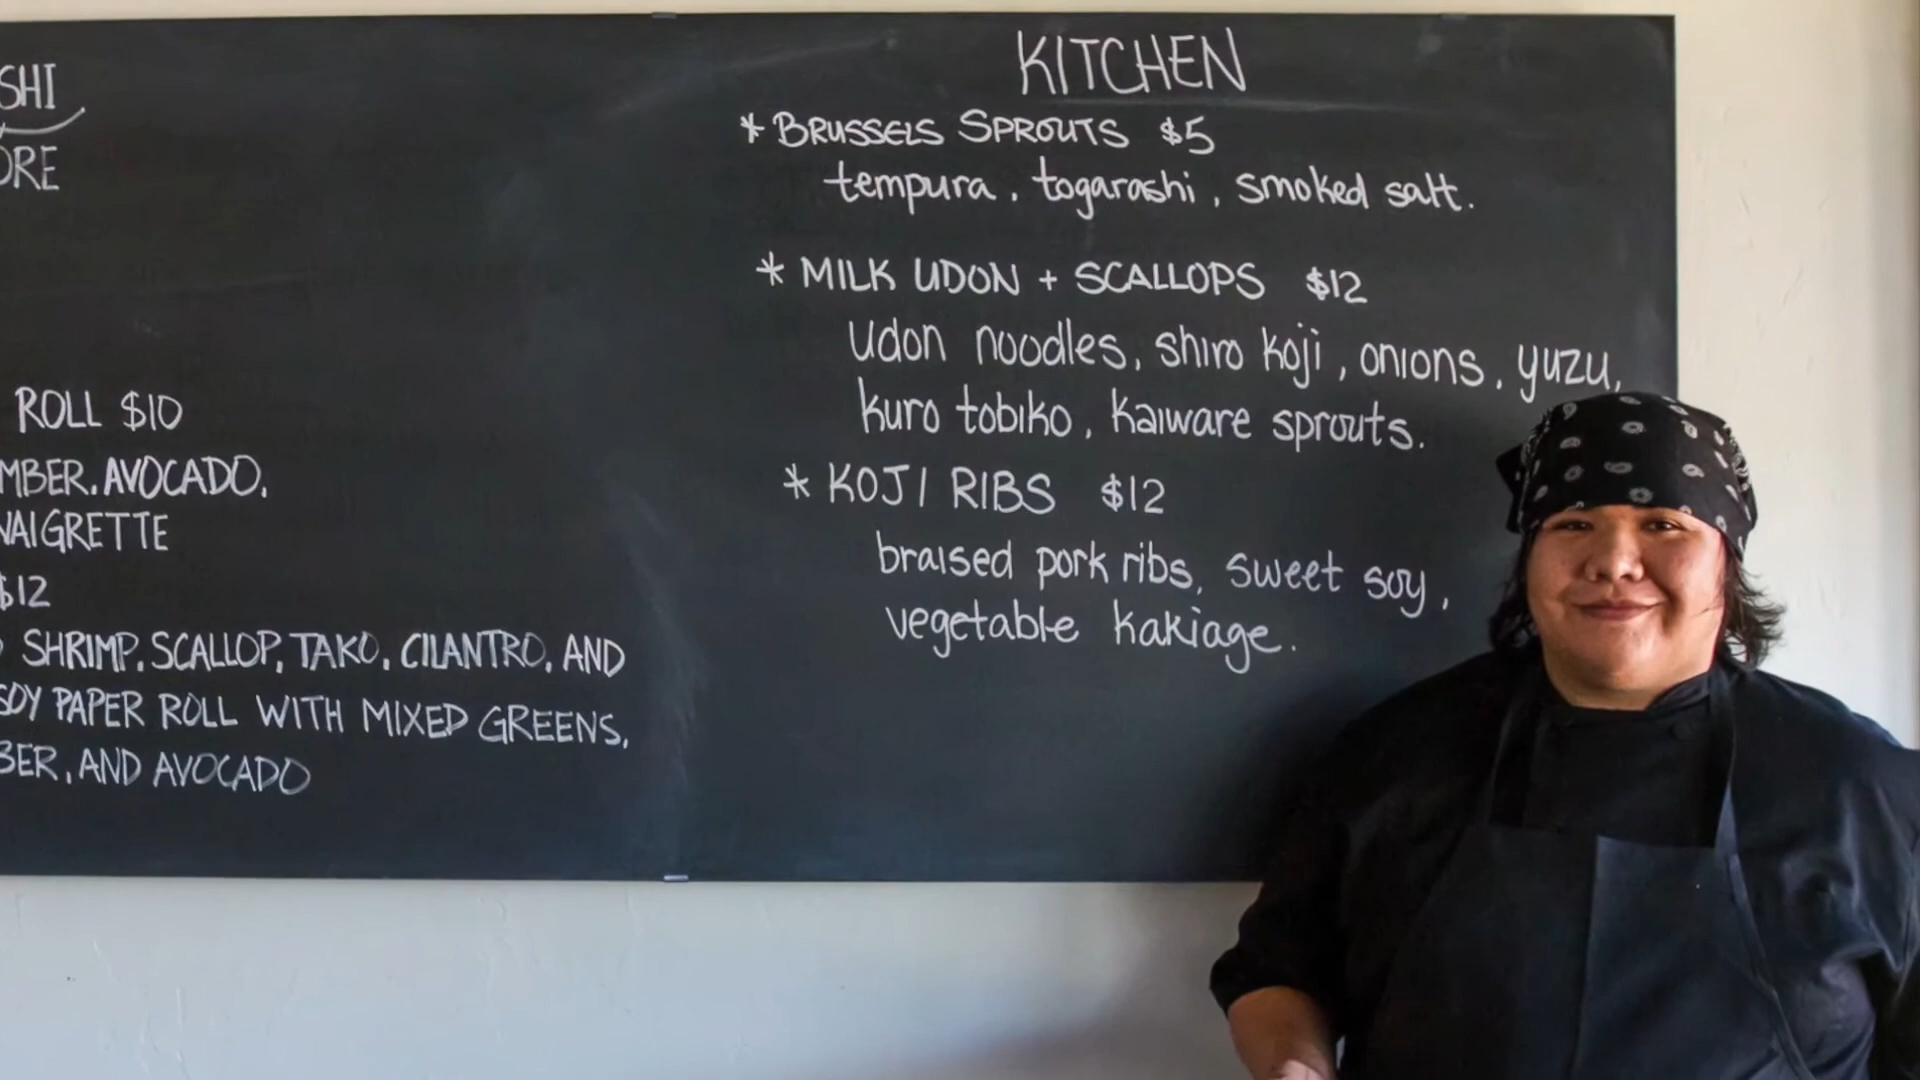 SHI
ORE
ROLL $10
MBER. AVOCADO.
NAIGRETTE
$12
SHRIMP. SCALLOP, TAKO. CILANTRO, AND
SOY PAPER ROLL WITH MIXED GREENS,
BER, AND AVOCADO
KITCHEN
* BRUSSELS SPROUTS $5
tempura. togarashi, smoked salt.
* MILK UDON + SCALLOPS $12
udon noodles, shiro koji, onions, yuzu,
kuro tobiko, kaiware sprouts.
* KOJI RIBS $12
braised pork ribs, sweet soy,
vegetable kakiage.